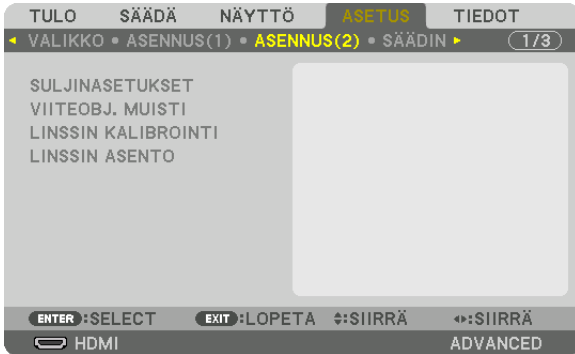 TULO SÄÄDÄ NÄYTTÖ ASETUS TIEDOT
VALIKKO • ASENNUS(1) • ASENNUS(2) • SÄÄDIN 1/3
SULJINASETUKSET
VIITEOBJ. MUISTI
LINSSIN KALIBROINTI
LINSSIN ASENTO
ENTER :SELECT EXIT :LOPETA :SIIRRÄ :SIIRRÄ
HDMI ADVANCED